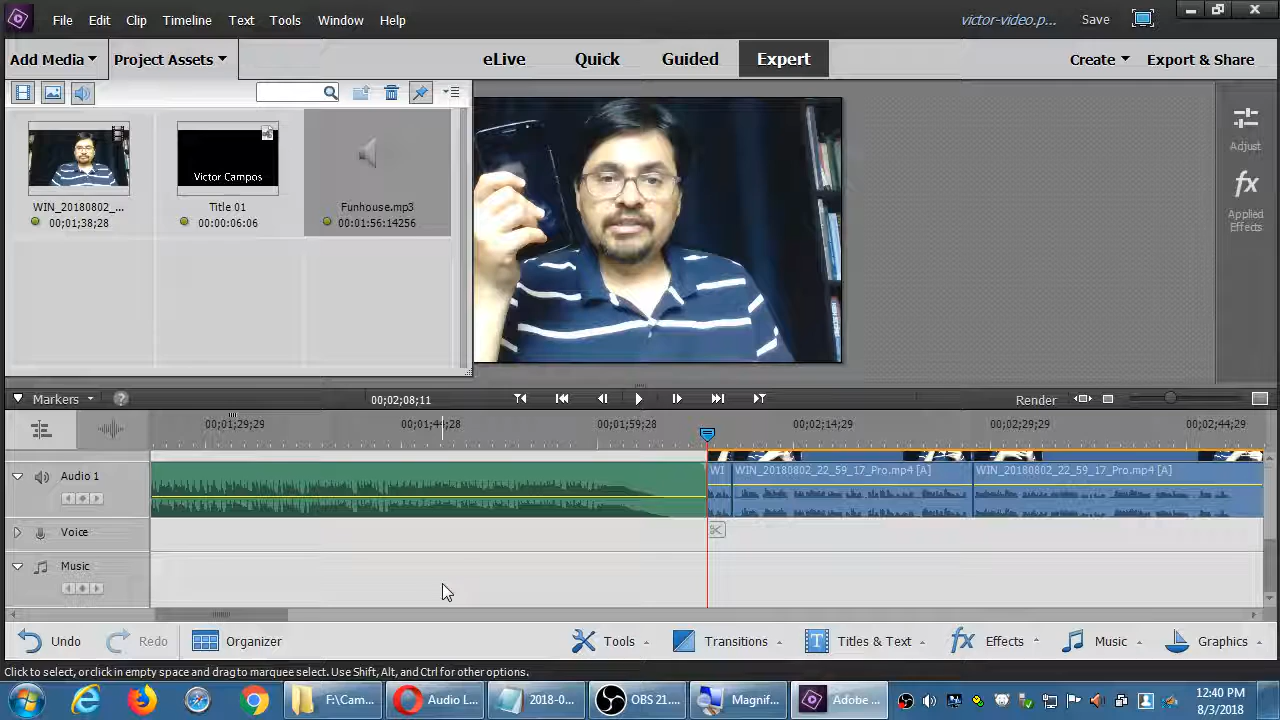 File Edit Clip Timeline Text Tools Window Help
victor-video.p... Save
Add Media Project Assets eLive Quick Guided Expert Create Export & Share
WIN_20180802_... Title 01 Funhouse.mp3
00;01;38;28 00:00:06:06 00:01:56:14256
Victor Campos
Adjust
fx
Applied
Effects
Markers 00;02;08;11 Render
00;01;29;29 00;01;44;28 00;01;59;28 00;02;14;29 00;02;29;29 00;02;44;29
Audio 1 WI WIN_20180802_22_59_17_Pro.mp4 [A] WIN_20180802_22_59_17_Pro.mp4 [A]
Voice
Music
Undo Redo Organizer Tools Transitions T Titles & Text fx Effects Music Graphics
Click to select, or click in empty space and drag to marquee select. Use Shift, Alt, and Ctrl for other options.
F:\Cam... Audio L... 2018-0... OBS 21.... Magnif... Adobe ...
12:40 PM
8/3/2018